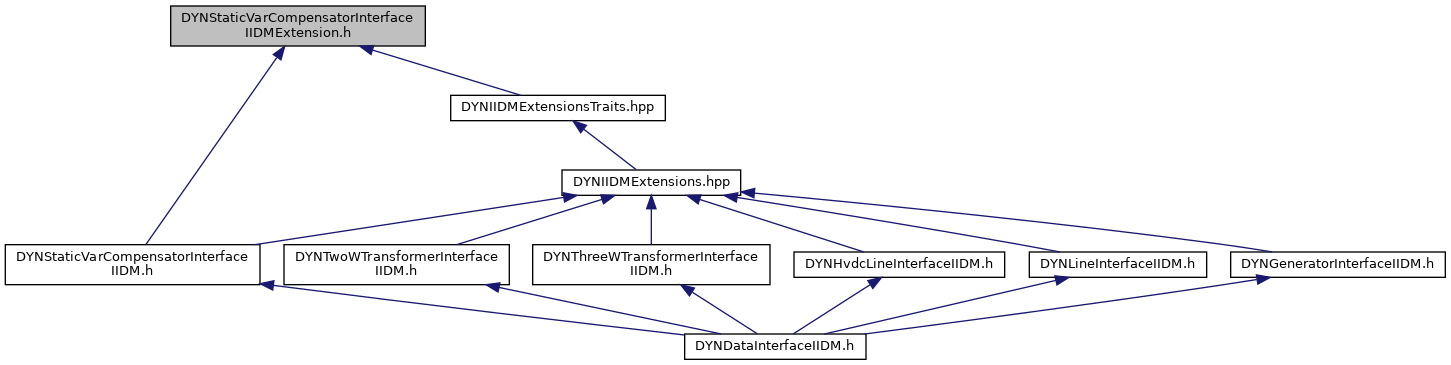 DYNStaticVarCompensatorInterface
IIDMExtension.h
DYNIIDMExtensionsTraits.hpp
DYNIIDMExtensions.hpp
DYNStaticVarCompensatorInterface
IIDM.h
DYNTwoWTransformerInterface
IIDM.h
DYNThreeWTransformerInterface
IIDM.h
DYNHvdcLineInterfaceIIDM.h
DYNLineInterfaceIIDM.h
DYNGeneratorInterfaceIIDM.h
DYNDataInterfaceIIDM.h